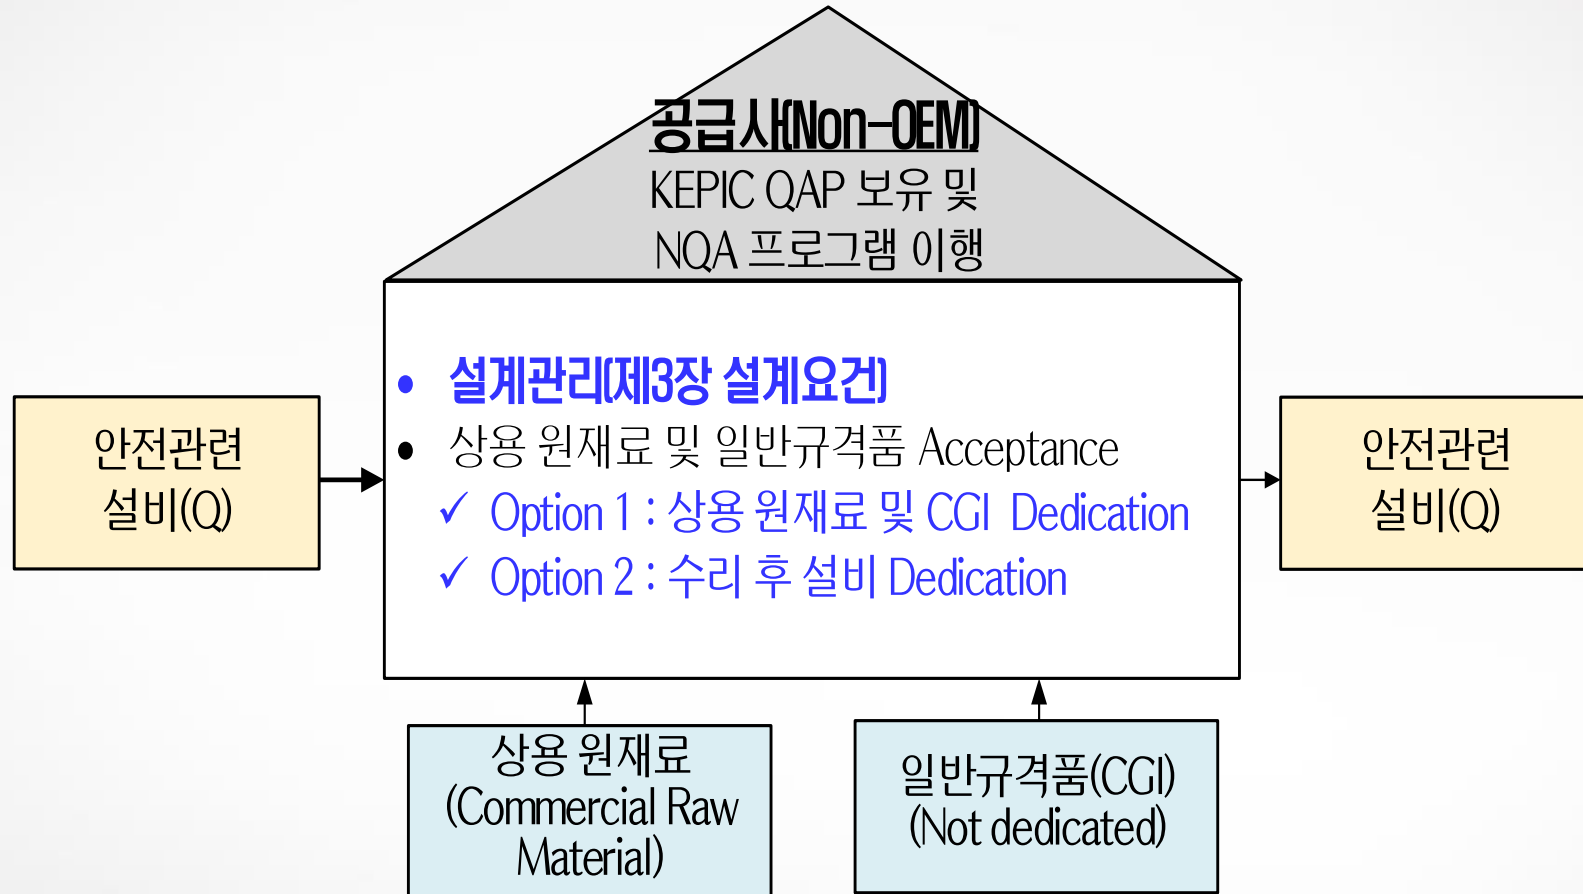 공급사(Non-OEM)
KEPIC QAP 보유 및
NQA 프로그램 이행
• 설계관리(제3장 설계요건)
• 상용 원재료 및 일반규격품 Acceptance
✓ Option 1 : 상용 원재료 및 CGI Dedication
✓ Option 2 : 수리 후 설비 Dedication
안전관련
설비(Q)
안전관련
설비(Q)
상용 원재료
(Commercial Raw
Material)
일반규격품(CGI)
(Not dedicated)